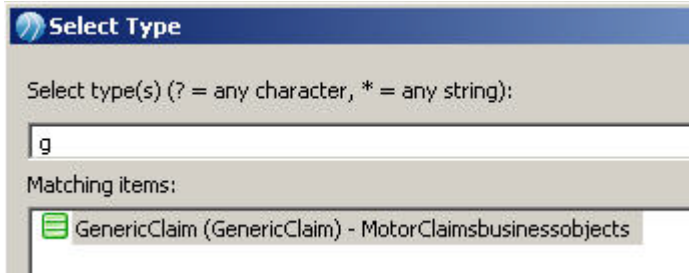 Select Type
Select type(s) (? = any character, * = any string):
g
Matching items:
GenericClaim (GenericClaim) - MotorClaimsbusinessobjects